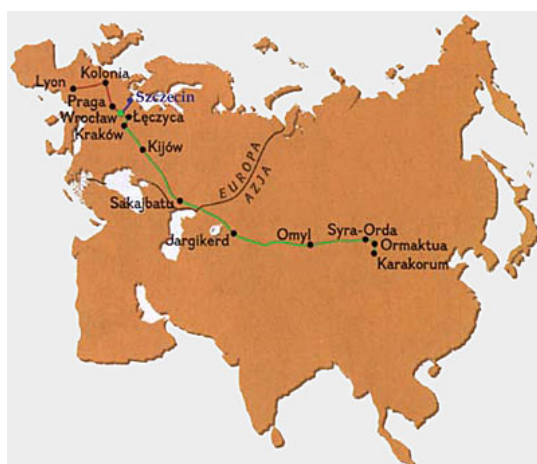 Lyon
Kolonia
Praga
Szczecin
Wrocław
Łęczyca
Kraków
Kijów
EUROPA
AZJA
Sakajbatu
Jargikerd
Omyl
Syra-Orda
Ormaktua
Karakorum